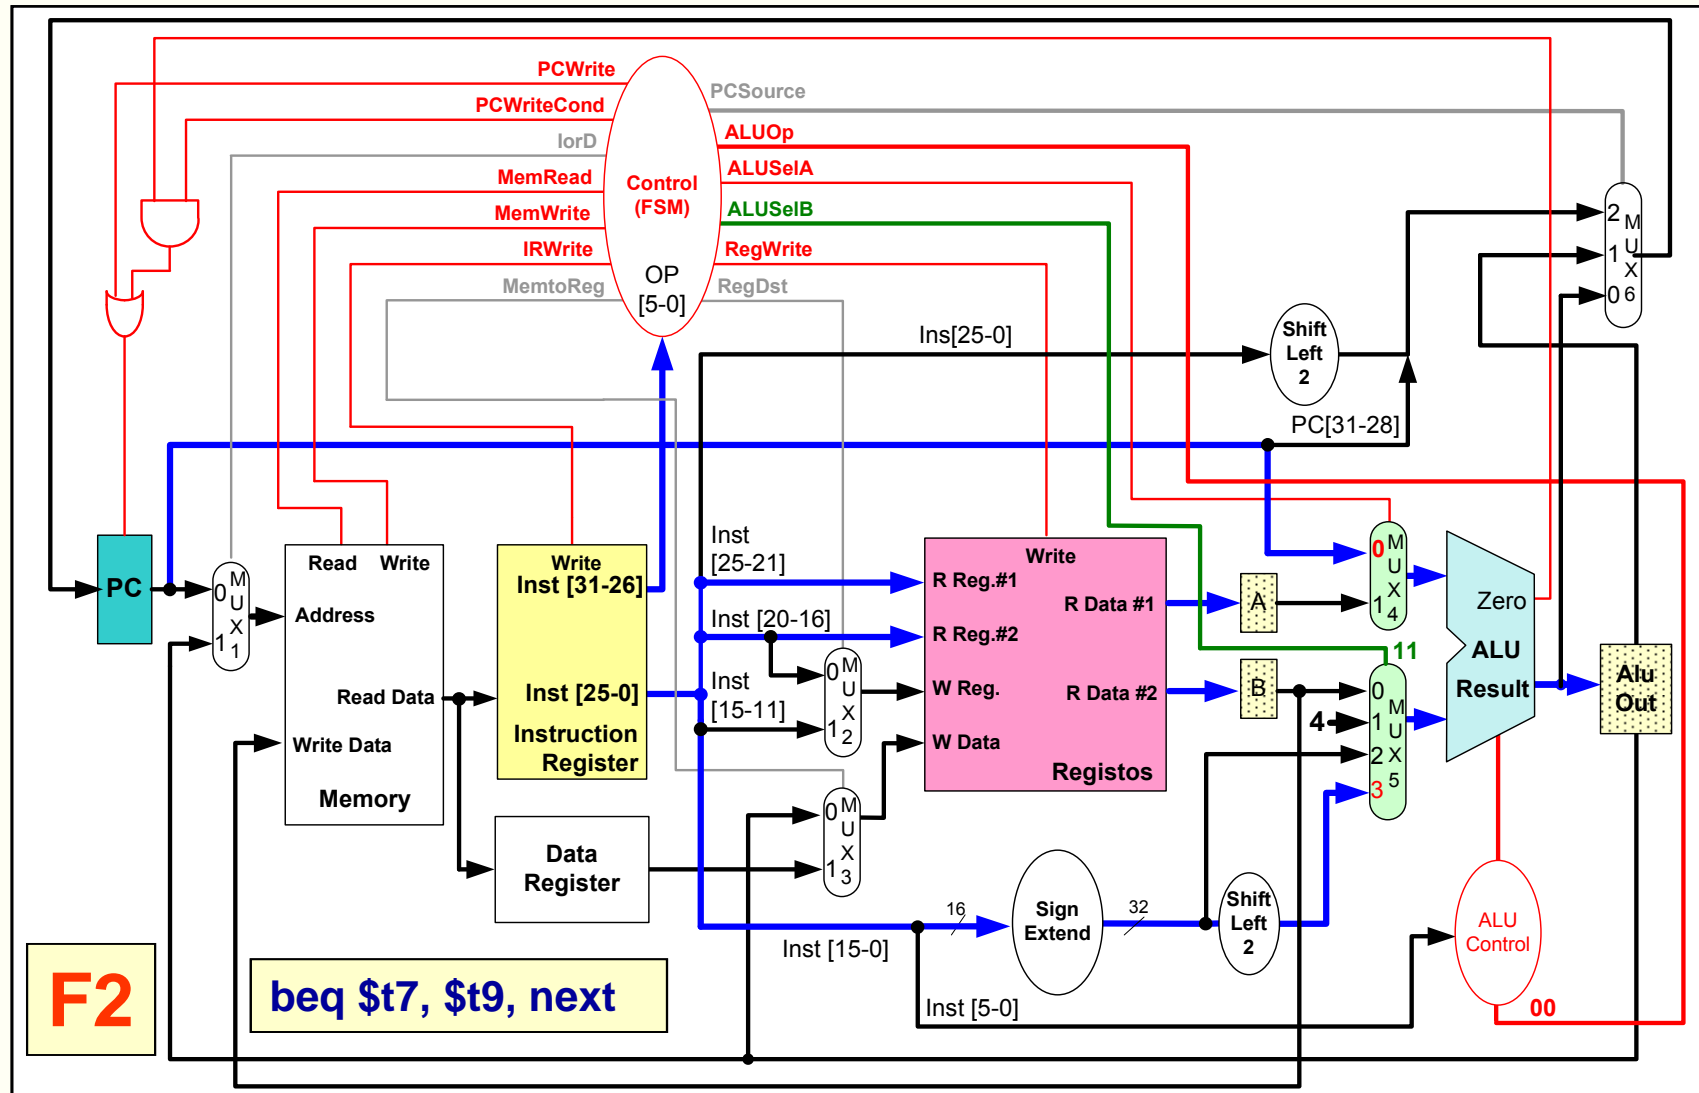 PCWrite
PCWriteCond
IorD
MemRead
MemWrite
IRWrite
MemtoReg
Control
(FSM)
OP
[5-0]
PCSource
ALUOp
ALUSelA
ALUSelB
RegWrite
RegDst
2
1
0
M
U
X
6
Ins[25-0]
Shift
Left
2
PC[31-28]
PC
0
1
M
U
X
1
Read
Write
Address
Read Data
Write Data
Memory
Write
Inst [31-26]
Inst [25-0]
Instruction
Register
Data
Register
Inst
[25-21]
Inst [20-16]
Inst
[15-11]
0
1
M
U
X
2
0
1
M
U
X
3
Write
R Reg.#1
R Reg.#2
W Reg.
W Data
R Data #1
R Data #2
Registos
A
B
0
1
M
U
X
4
11
0
4
1
2
3
M
U
X
5
Zero
ALU
Result
Alu
Out
Inst [15-0]
16
Sign
Extend
32
Shift
Left
2
Inst [5-0]
ALU
Control
00
F2
beq $t7, $t9, next